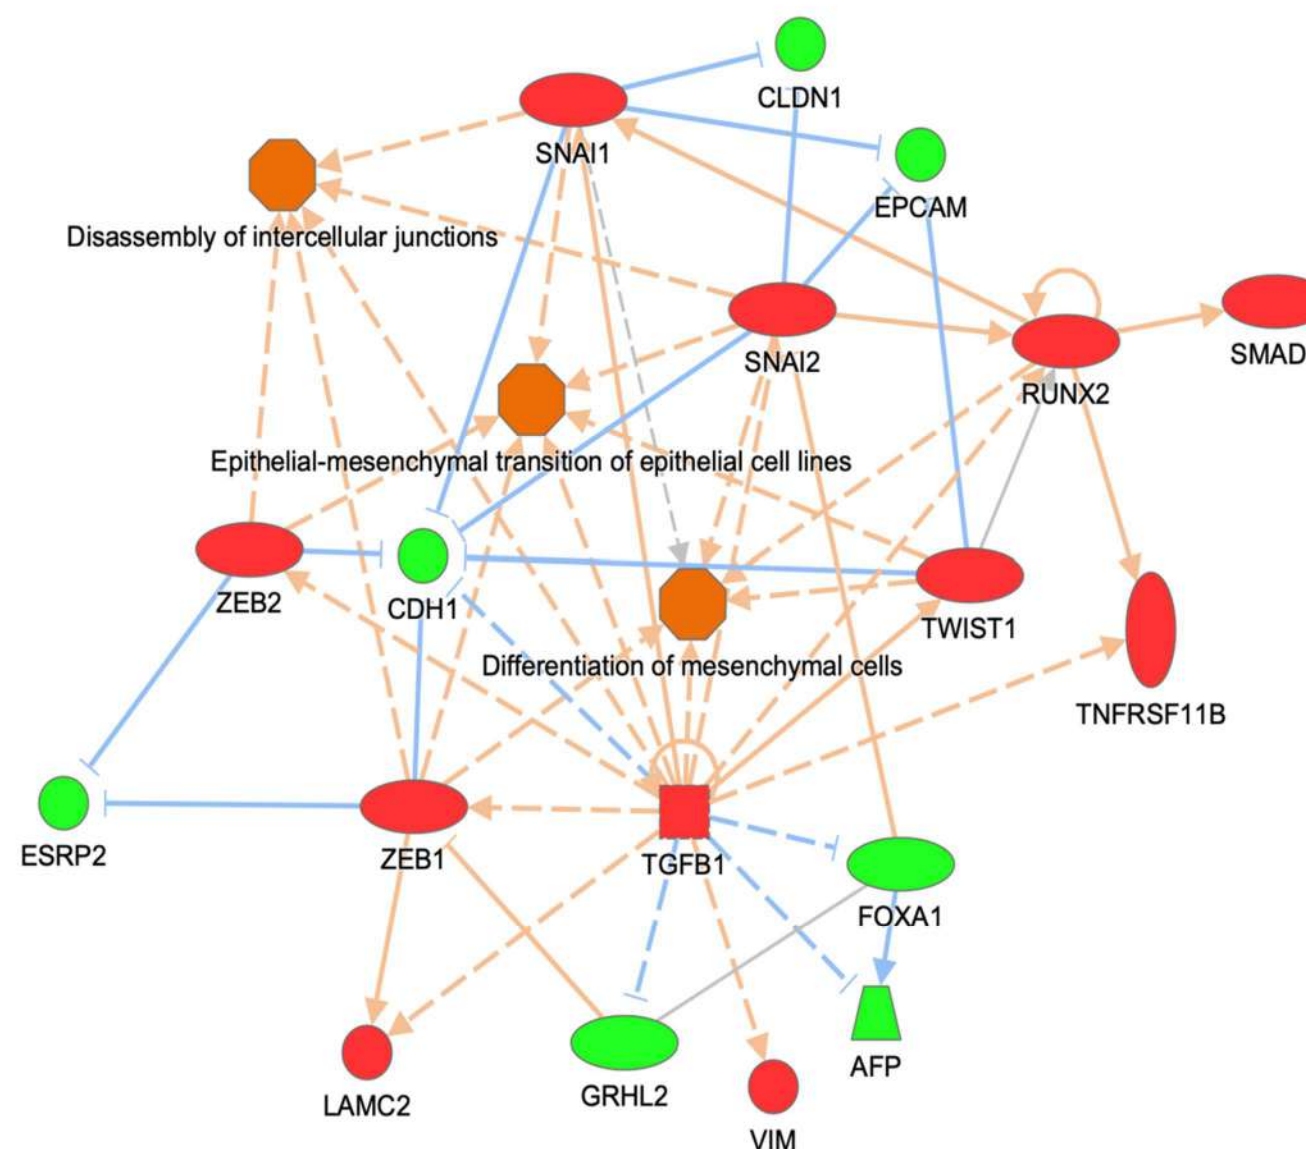 CLDN1
SNAI1
EPCAM
Disassembly of intercellular junctions
SNAI2
SMAD
RUNX2
Epithelial-mesenchymal transition of epithelial cell lines
ZEB2
CDH1
TWIST1
Differentiation of mesenchymal cells
TNFRSF11B
ESRP2
ZEB1
TGFB1
FOXA1
AFP
GRHL2
LAMC2
VIM